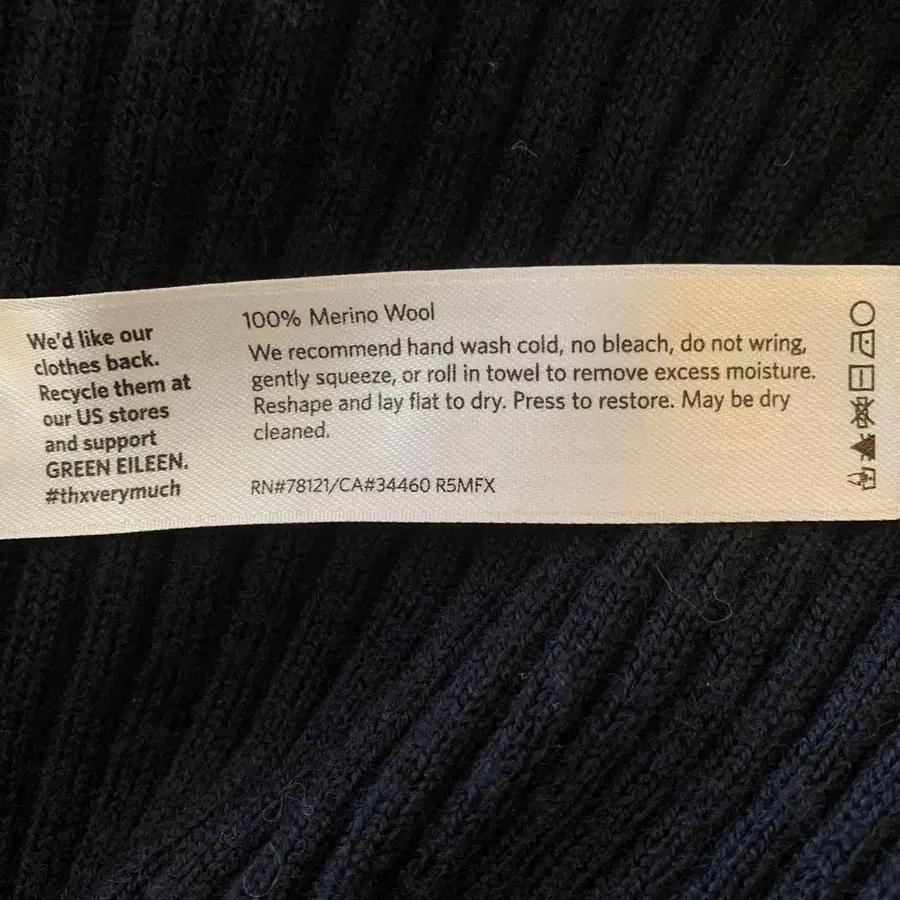 We'd like our
clothes back.
Recycle them at
our US stores
and support
GREEN EILEEN.
#thxverymuch
100% Merino Wool
We recommend hand wash cold, no bleach, do not wring,
gently squeeze, or roll in towel to remove excess moisture.
Reshape and lay flat to dry. Press to restore. May be dry
cleaned.
RN#78121/CA#34460 R5MFX